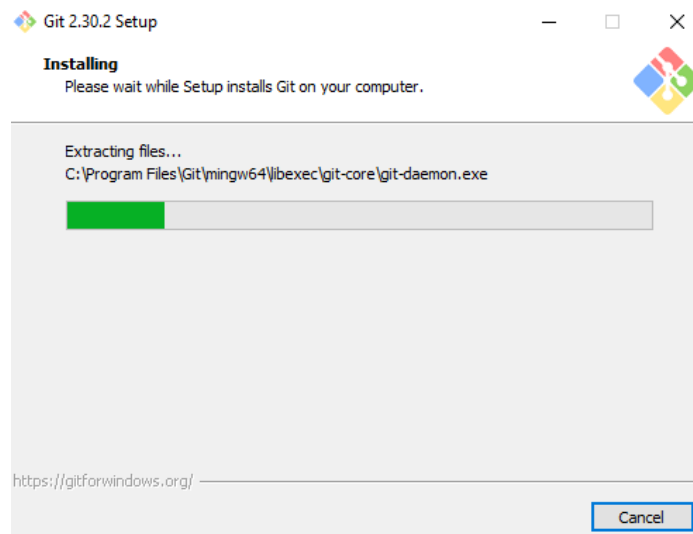 Git 2.30.2 Setup
Installing
Please wait while Setup installs Git on your computer.
Extracting files...
C:\Program Files\Git\mingw64\libexec\git-core\git-daemon.exe
https://gitforwindows.org/
Cancel